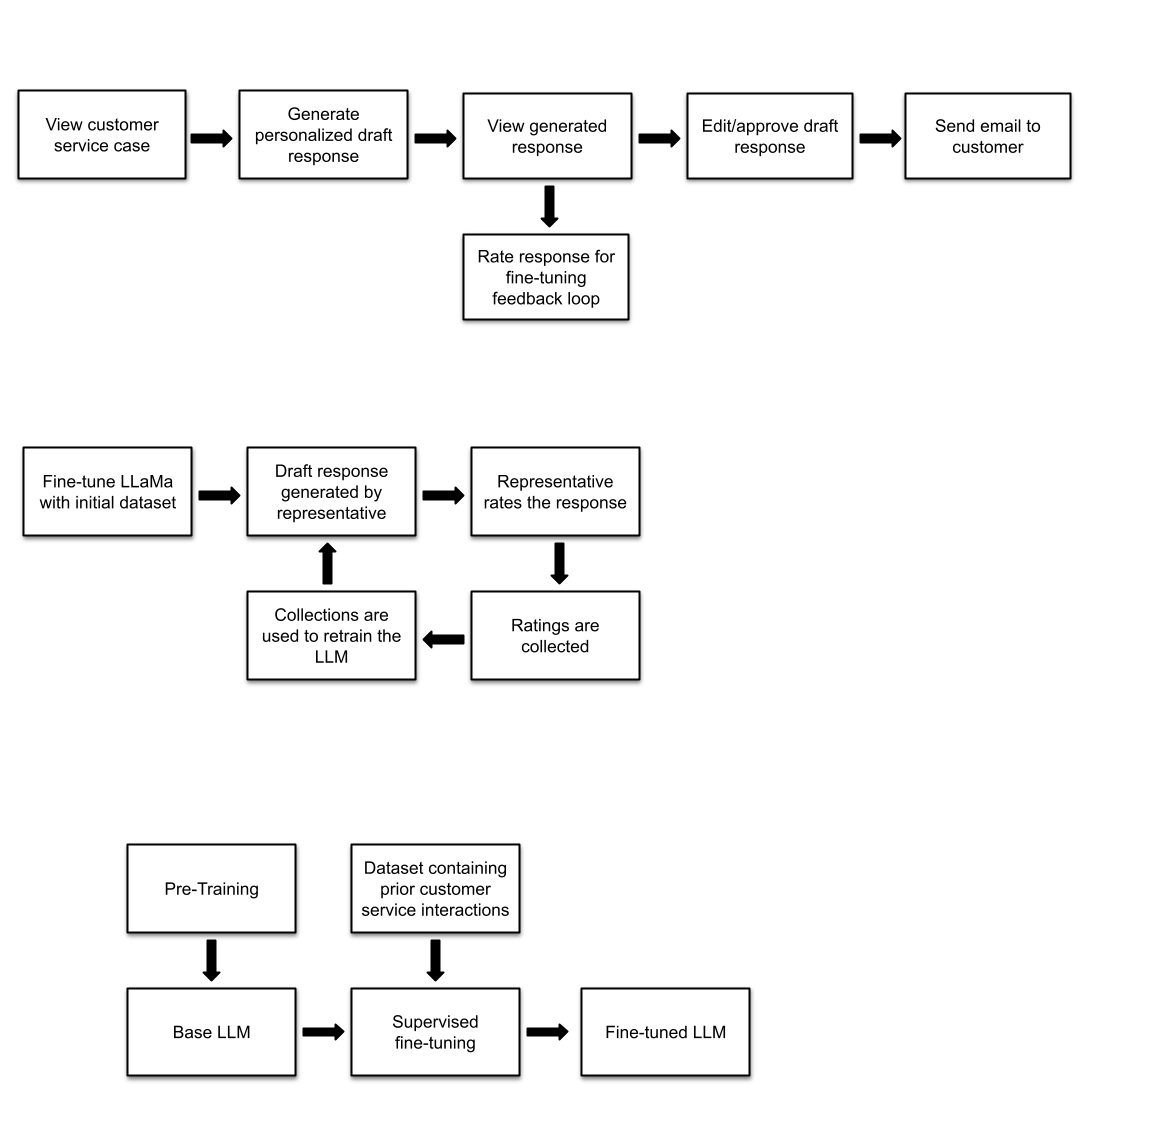 View customer
service case
Generate
personalized draft
response
View generated
response
Edit/approve draft
response
Send email to
customer
Rate response for
fine-tuning
feedback loop
Fine-tune LLaMa
with initial dataset
Draft response
generated by
representative
Representative
rates the response
Collections are
used to retrain the
LLM
Ratings are
collected
Pre-Training
Dataset containing
prior customer
service interactions
Base LLM
Supervised
fine-tuning
Fine-tuned LLM